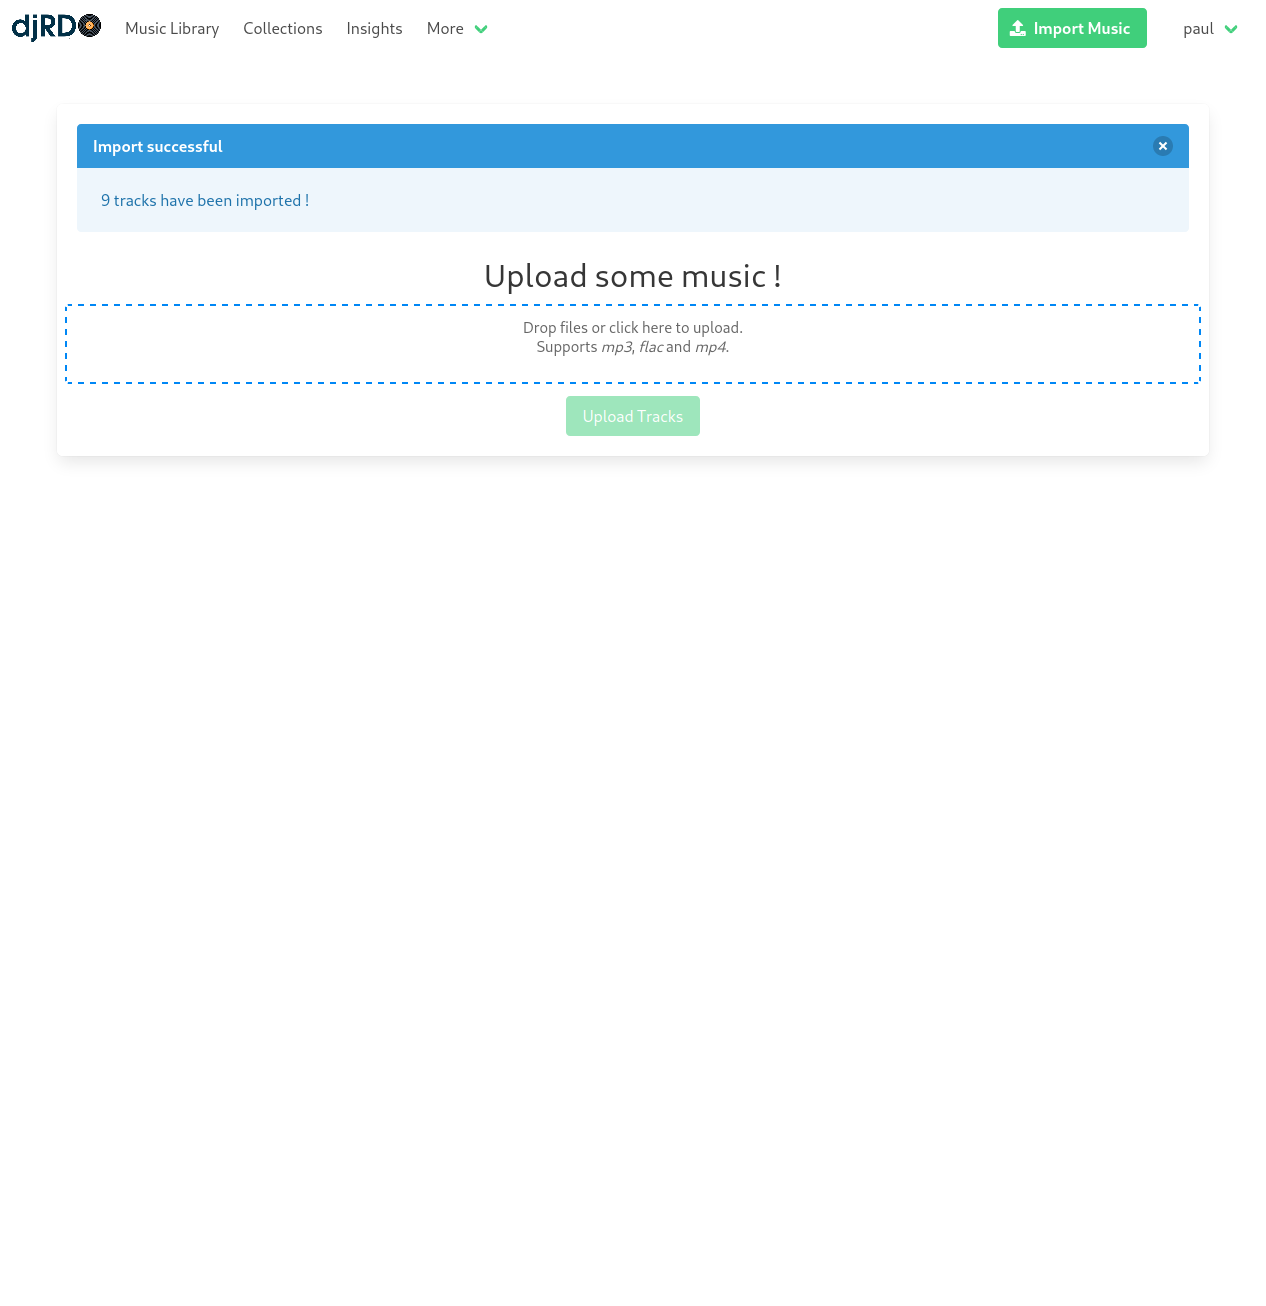 djRDO
Music Library
Collections
Insights
More
Import Music
paul
Import successful
9 tracks have been imported !
Upload some music !
Drop files or click here to upload.
Supports mp3, flac and mp4.
Upload Tracks